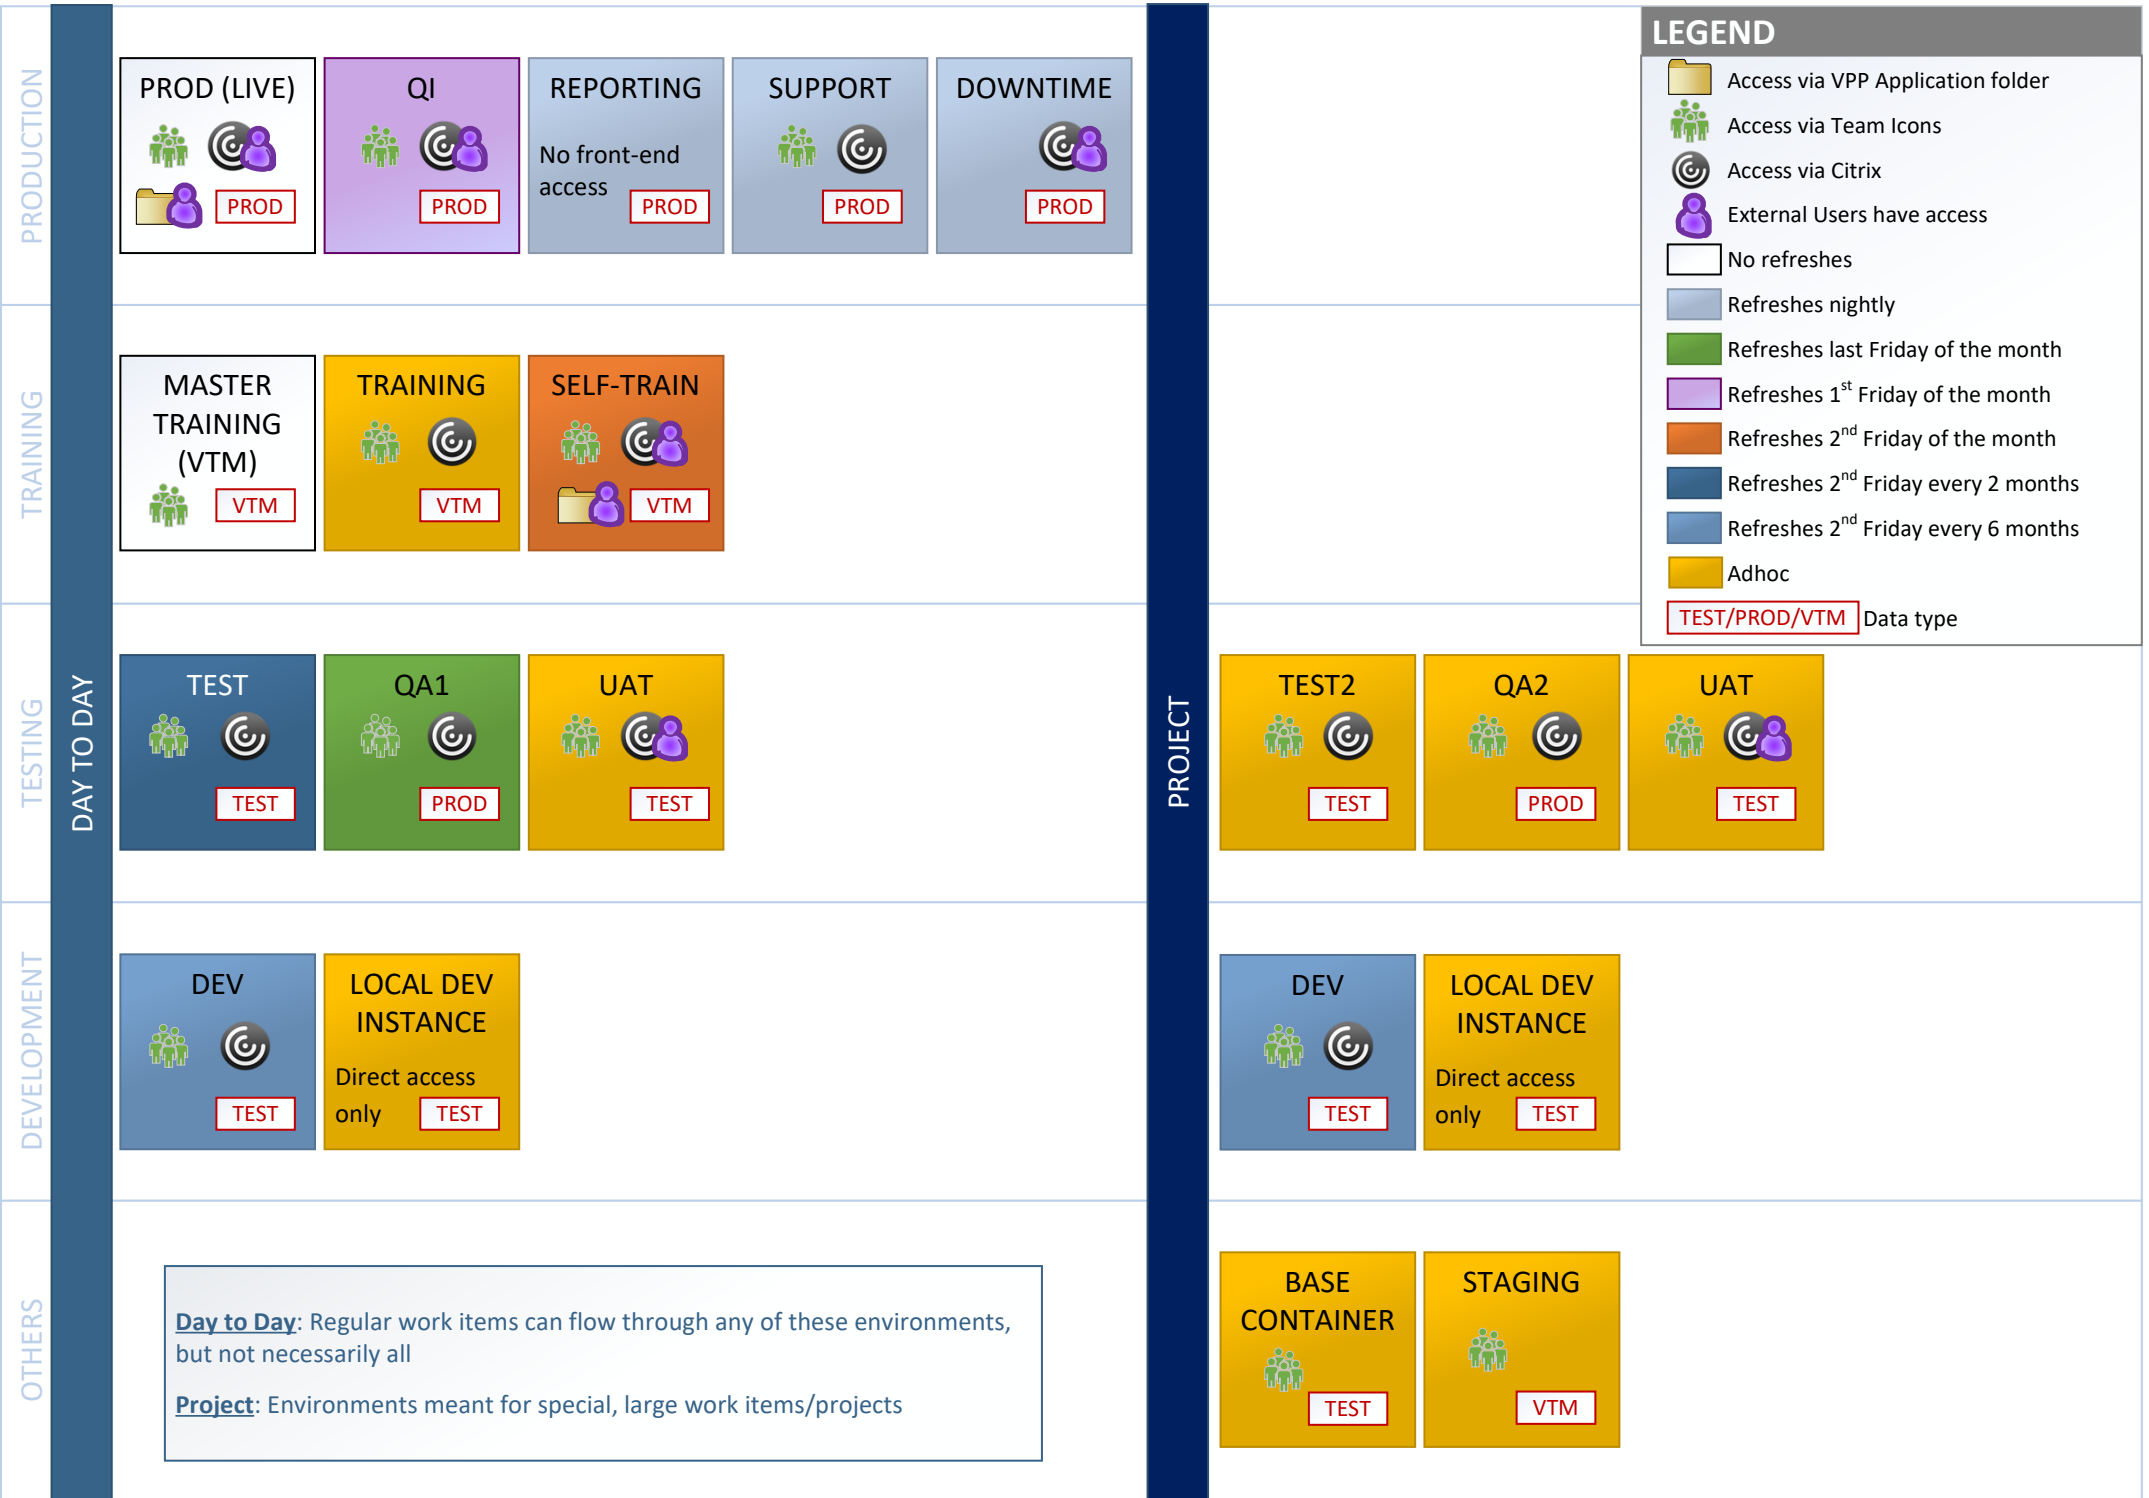 PRODUCTION
PROD (LIVE)
PROD
QI
PROD
REPORTING
No front-end
access
PROD
SUPPORT
PROD
DOWNTIME
PROD
LEGEND
Access via VPP Application folder
Access via Team Icons
Access via Citrix
External Users have access
No refreshes
Refreshes nightly
Refreshes last Friday of the month
Refreshes 1st Friday of the month
Refreshes 2nd Friday of the month
Refreshes 2nd Friday every 2 months
Refreshes 2nd Friday every 6 months
Adhoc
TEST/PROD/VTM Data type
TRAINING
MASTER
TRAINING
(VTM)
VTM
TRAINING
VTM
SELF-TRAIN
VTM
DAY TO DAY
PROJECT
TESTING
TEST
TEST
QA1
PROD
UAT
TEST
TEST2
TEST
QA2
PROD
UAT
TEST
DEVELOPMENT
DEV
TEST
LOCAL DEV
INSTANCE
Direct access
only
TEST
DEV
TEST
LOCAL DEV
INSTANCE
Direct access
only
TEST
OTHERS
Day to Day: Regular work items can flow through any of these environments,
but not necessarily all
Project: Environments meant for special, large work items/projects
BASE
CONTAINER
TEST
STAGING
VTM